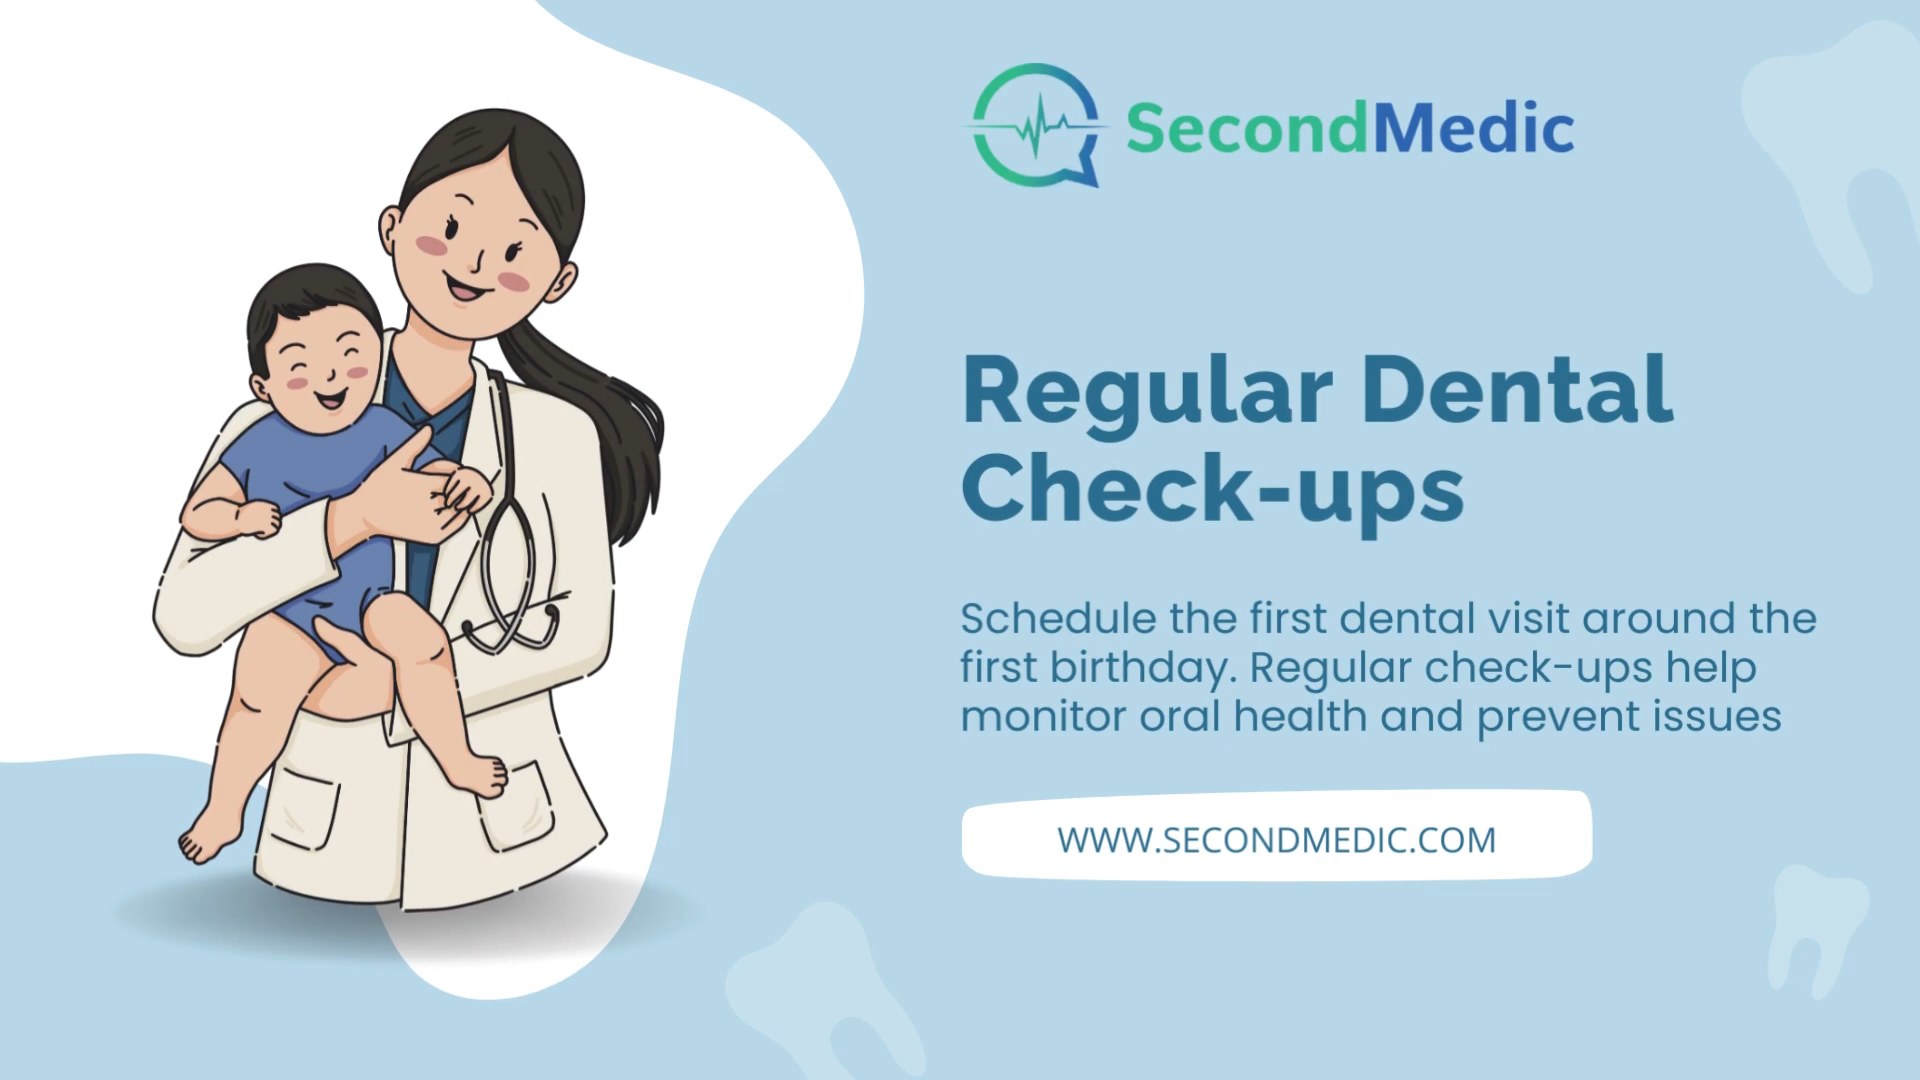 SecondMedic
Regular Dental
Check-ups
Schedule the first dental visit around the
first birthday. Regular check-ups help
monitor oral health and prevent issues
WWW.SECONDMEDIC.COM